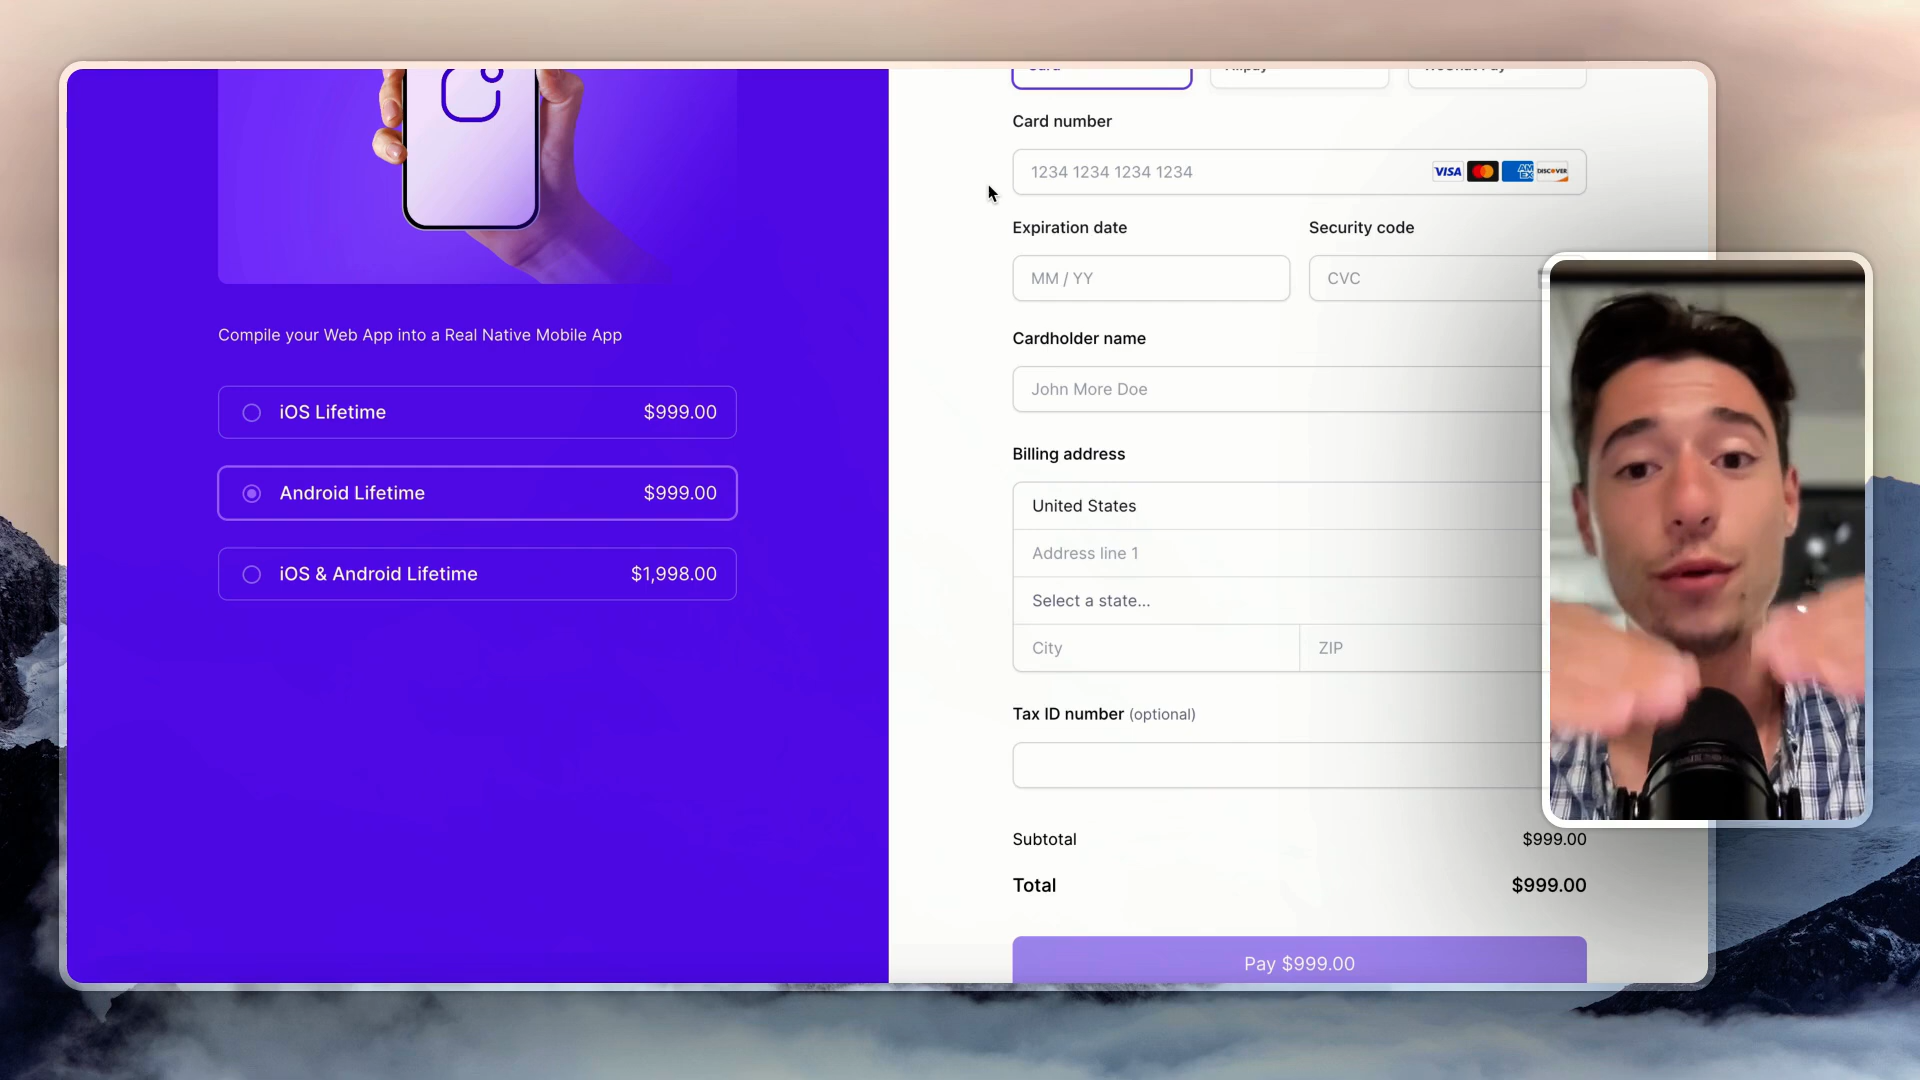 Card number
1234 1234 1234 1234
VISA
AM EX
DISCOVER
Expiration date
Security code
MM / YY
CVC
Compile your Web App into a Real Native Mobile App
Cardholder name
John More Doe
iOS Lifetime
$999.00
Android Lifetime
$999.00
iOS & Android Lifetime
$1,998.00
Billing address
United States
Address line 1
Select a state...
City
ZIP
Tax ID number (optional)
Subtotal
$999.00
Total
$999.00
Pay $999.00